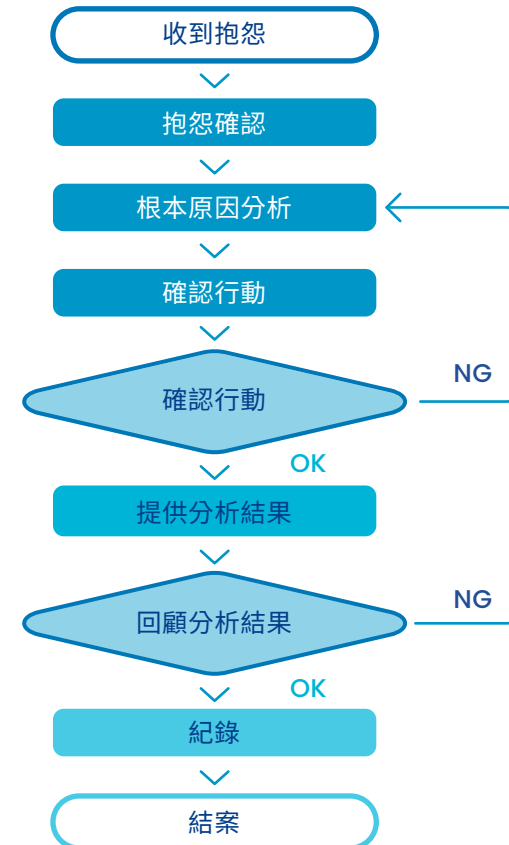 收到抱怨
抱怨確認
根本原因分析
確認行動
確認行動
NG
OK
提供分析結果
回顧分析結果
NG
OK
紀錄
結案